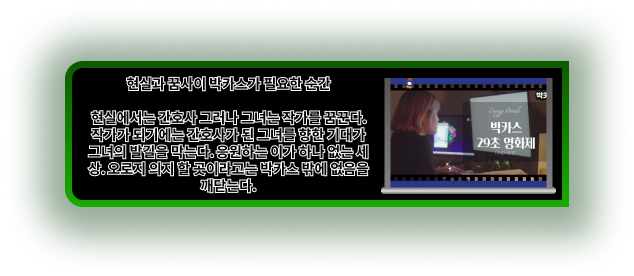 현실과 꿈사이 박카스가 필요한 순간
현실에서는 간호사 그러나 그녀는 작가를 꿈꾼다.
작가가 되기에는 간호사가 된 그녀를 향한 기대가
그녀의 발길을 막는다. 응원하는 이가 하나 없는 세
상. 오로지 의지 할 곳이라고는 박카스 밖에 없음을
깨닫는다.
박카스
29초 영화제